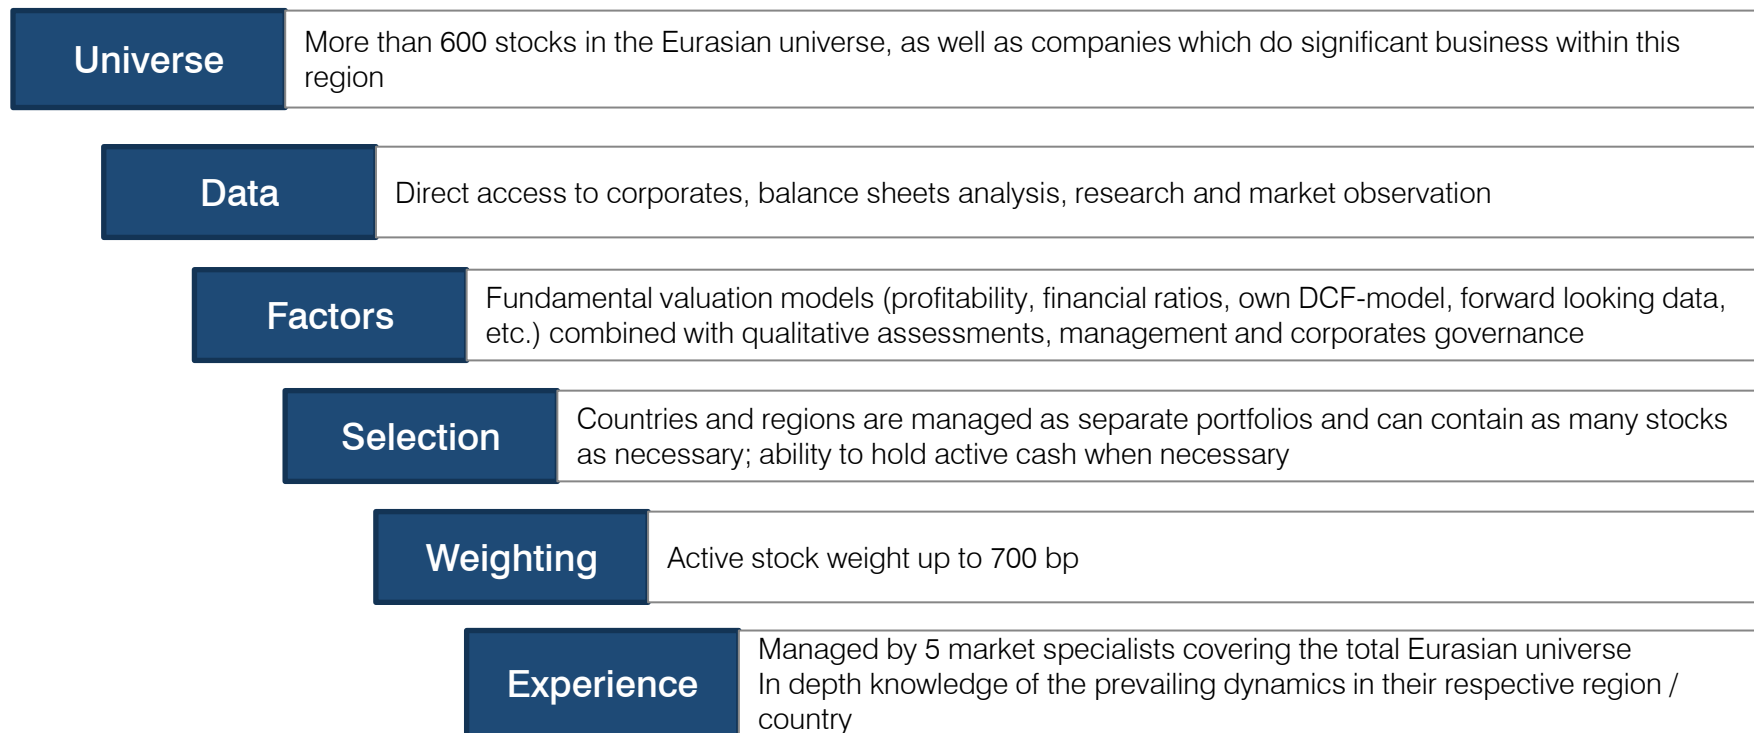 Universe
More than 600 stocks in the Eurasian universe, as well as companies which do significant business within this
region
Data
Direct access to corporates, balance sheets analysis, research and market observation
Factors
Fundamental valuation models (profitability, financial ratios, own DCF-model, forward looking data,
etc.) combined with qualitative assessments, management and corporates governance
Selection
Countries and regions are managed as separate portfolios and can contain as many stocks
as necessary; ability to hold active cash when necessary
Weighting
Active stock weight up to 700 bp
Experience
Managed by 5 market specialists covering the total Eurasian universe
In depth knowledge of the prevailing dynamics in their respective region /
country